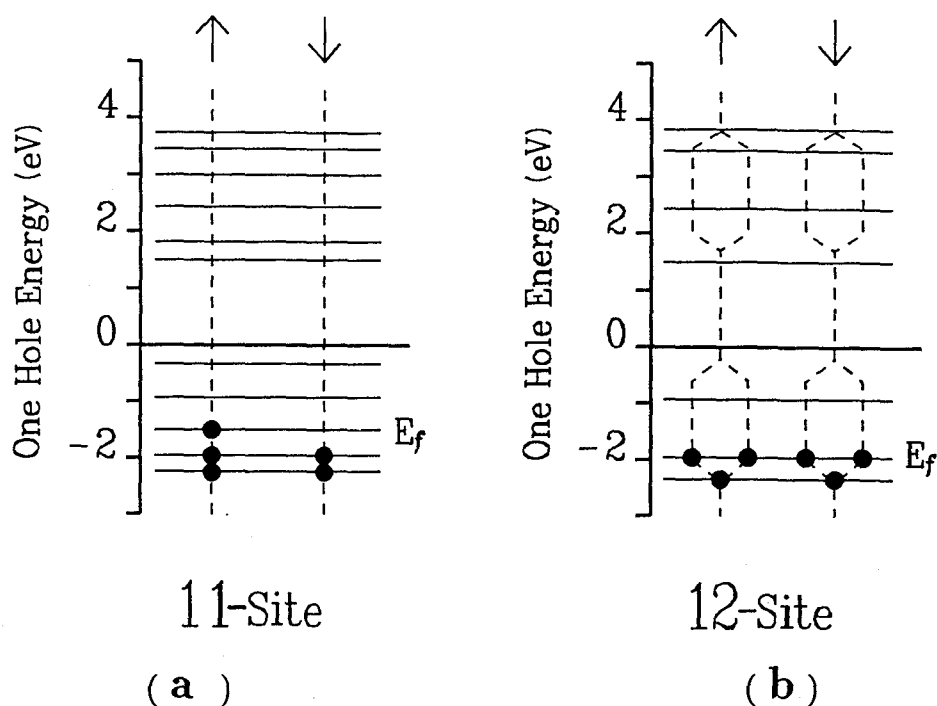 One Hole Energy (eV)
4
2
0
-2
E_f
11-Site
(a)
One Hole Energy (eV)
4
2
0
-2
E_f
12-Site
(b)